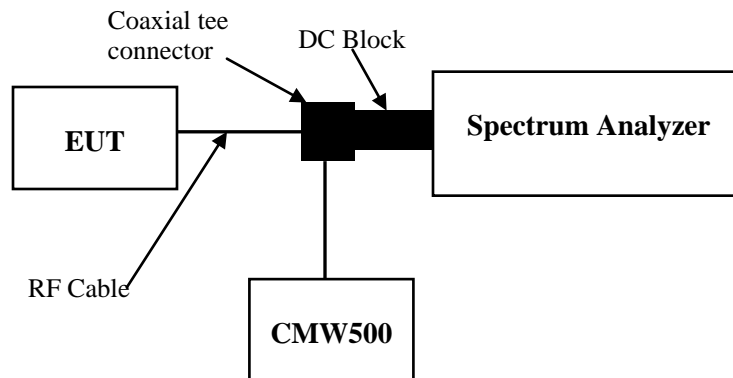 Coaxial tee
connector
DC Block
EUT
Spectrum Analyzer
RF Cable
CMW500